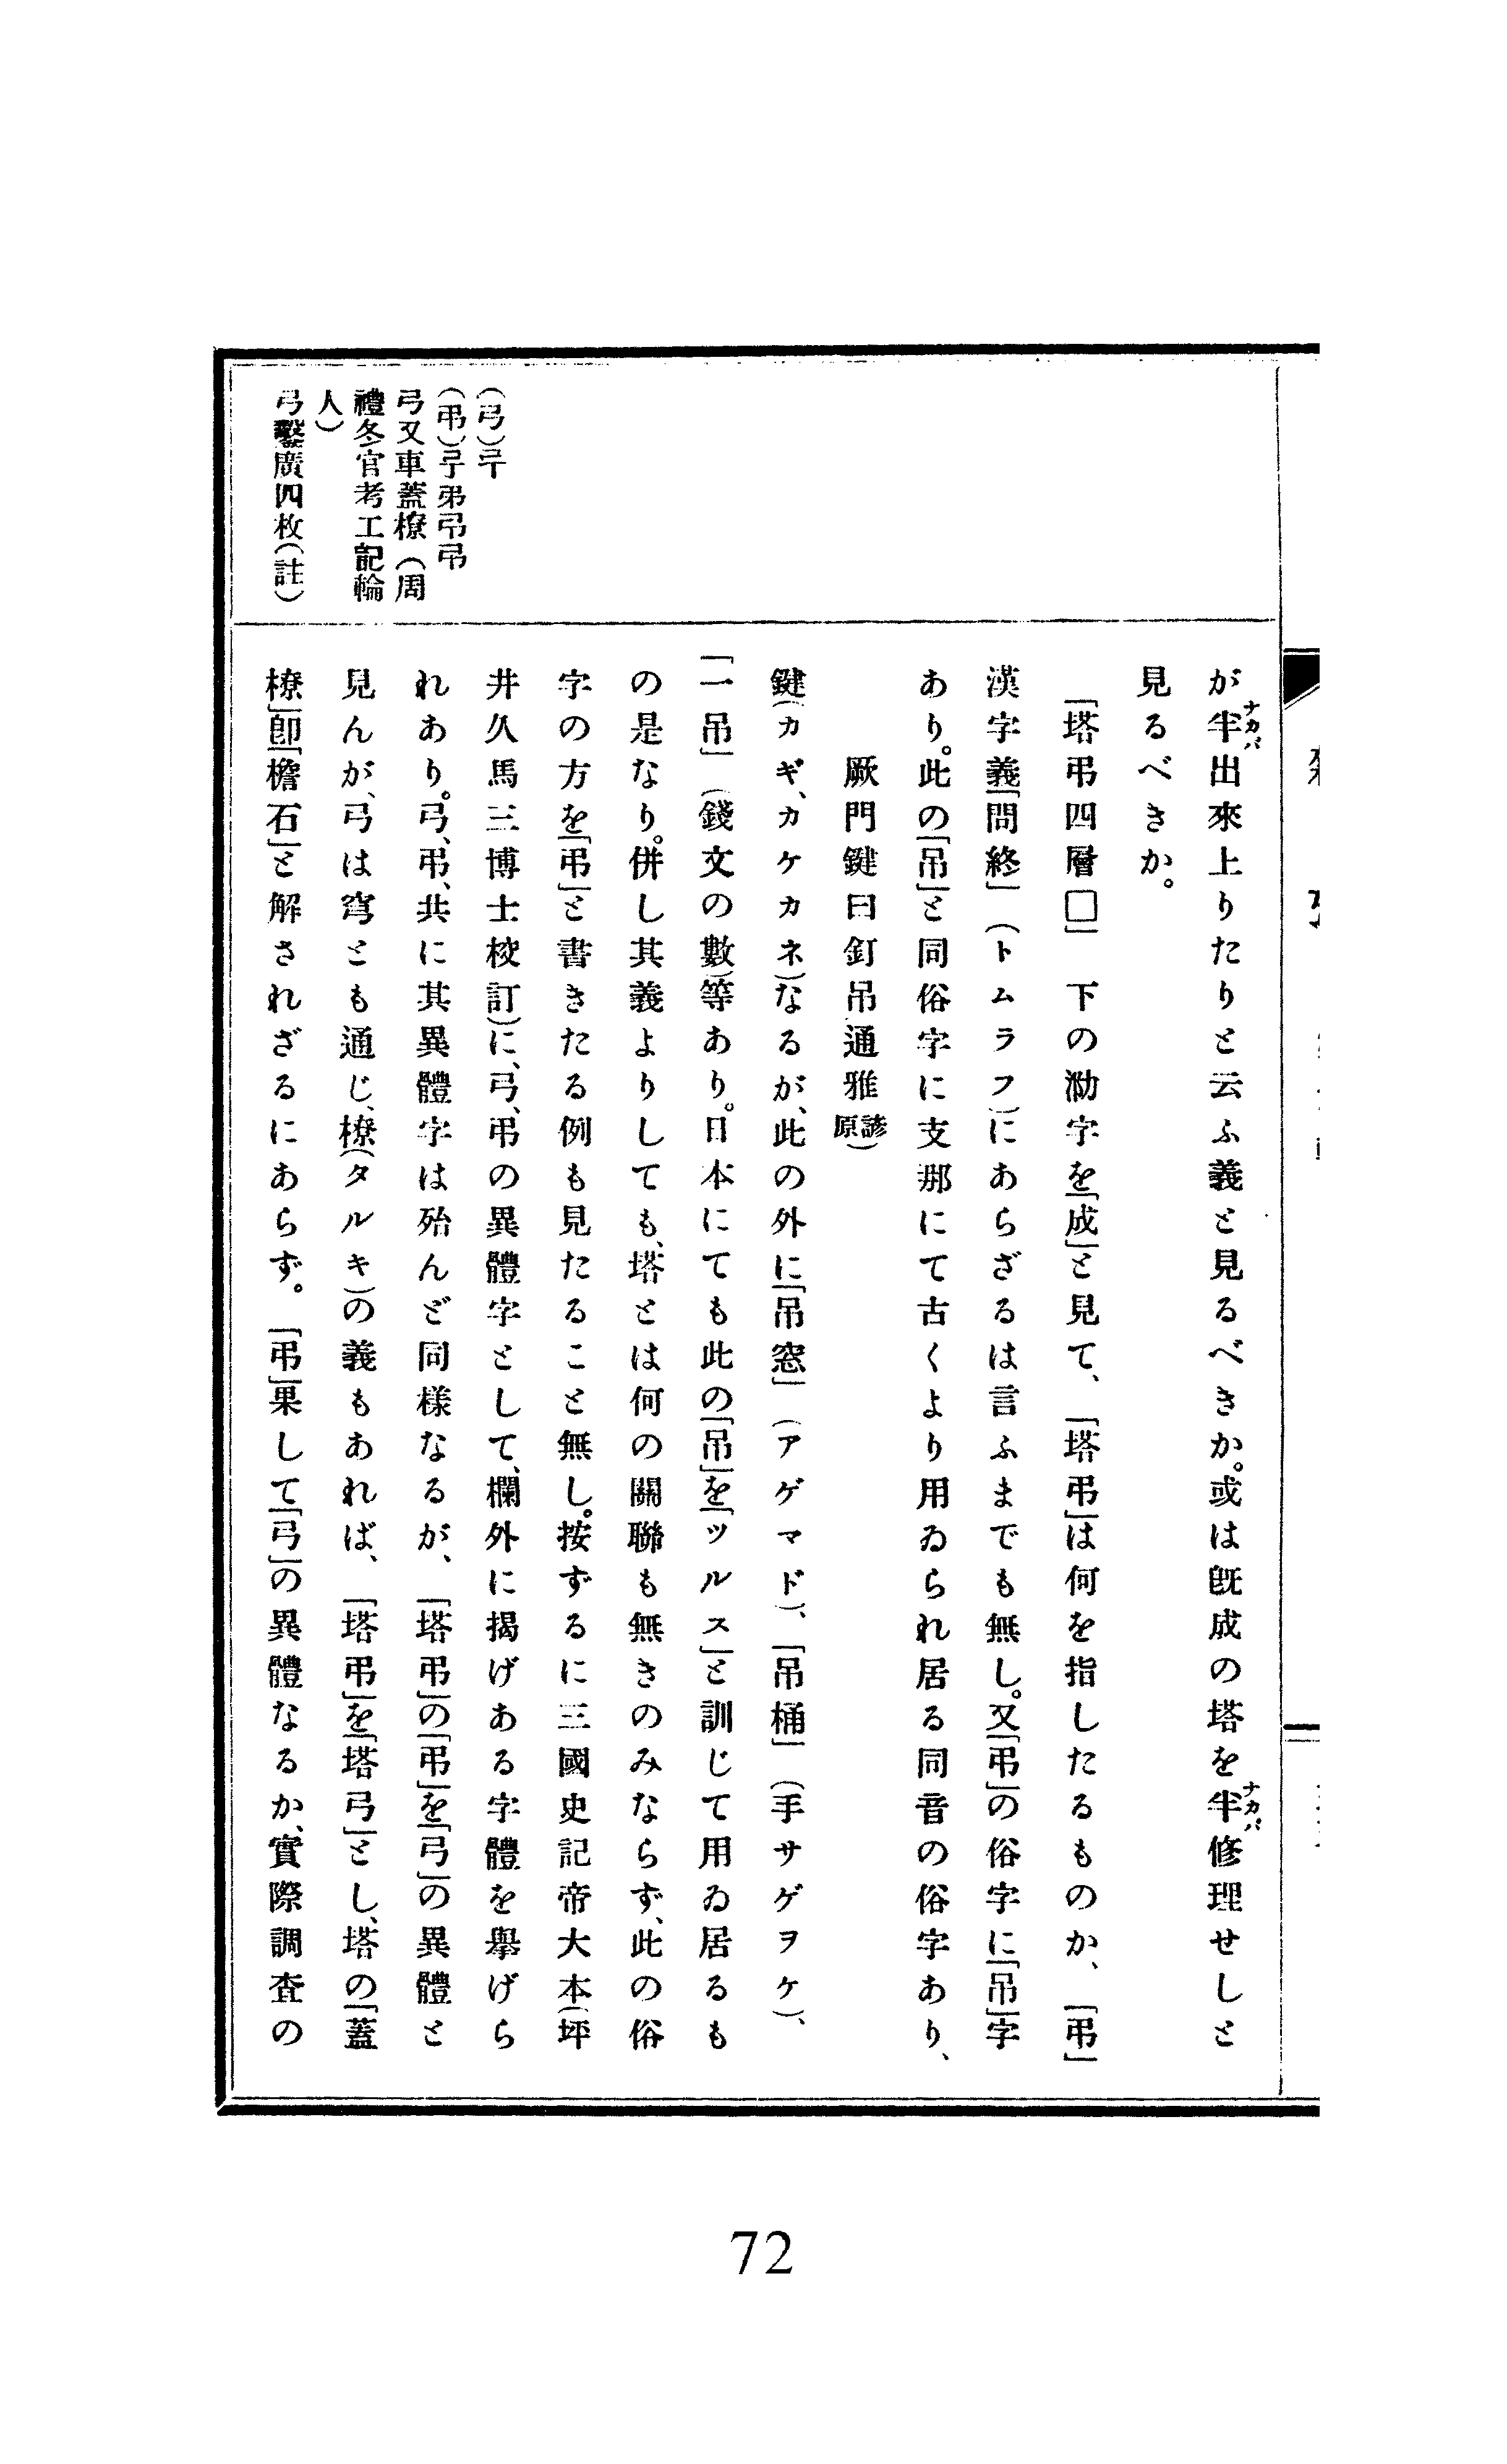 が半出來上りたりと云ふ義と見るべきか。或は旣成の塔を半修理せしと
ナカバ
ナカバ
見るべきか。
「塔弔四層□」　下の泐字を「成」と見て、「塔弔」は何を指したるものか、「弔」
漢字義「問終」（トムラフ）にあらざるは言ふまでも無し。又「弔」の俗字に「吊」字
あり。此の「吊」と同俗字に支那にて古くより用ゐられ居る同音の俗字あり、
厥門鍵曰釘吊通雅
諺原）
鍵（カギ、カケカネ）なるが、此の外に「吊窓」（アゲマド）、「吊桶」（手サゲヲケ）、
「一吊」（錢文の數）等あり。日本にても此の「吊」を「ツルス」と訓じて用ゐ居るも
の是なり。併し其義よりしても、塔とは何の關聯も無きのみならず、此の俗
字の方を「弔」と書きたる例も見たること無し。按ずるに三國史記帝大本（坪
井久馬三博士校訂）に、弓、弔の異體字として、欄外に揭げある字體を擧げら
れあり。弓、弔、共に其異體字は殆んど同樣なるが、「塔弔」の「弔」を「弓」の異體と
見んが、弓は穹とも通じ、橑（タルキ）の義もあれば、「塔弔」を「塔弓」とし、塔の「蓋
橑」卽「檐石」と解されざるにあらず。「弔」果して「弓」の異體なるか、實際調査の
（弓）
（弔）弔吊
弓又車蓋橑（周
禮冬官考工記輪
人）
弓鑿廣四枚（註）
72